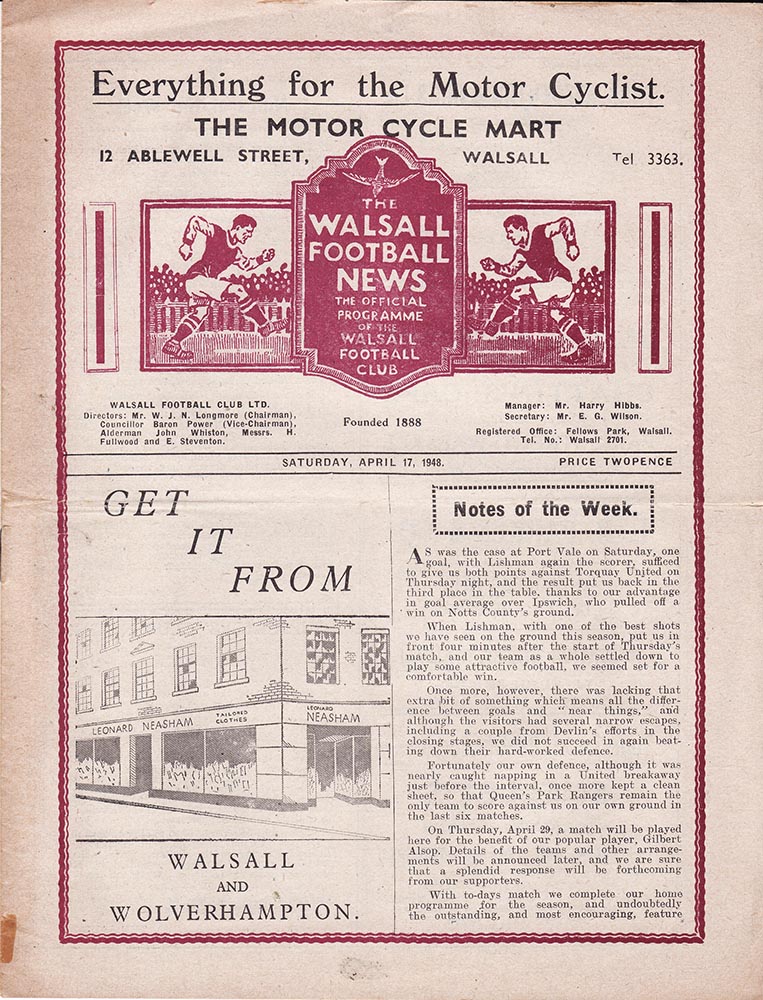 Everything for the Motor Cyclist.
THE MOTOR CYCLE MART
12 ABLEWELL STREET, WALSALL Tel 3363.
THE
WALSALL
FOOTBALL
NEWS
THE OFFICIAL
PROGRAMME
OF THE
WALSALL
FOOTBALL
CLUB
WALSALL FOOTBALL CLUB LTD.
Directors: Mr. W. J. N. Longmore (Chairman),
Councillor Baron Power (Vice-Chairman),
Alderman John Whiston, Messrs. H.
Fullwood and E. Steventon.
Founded 1888
Manager: Mr. Harry Hibbs.
Secretary: Mr. E. G. Wilson.
Registered Office: Fellows Park, Walsall.
Tel. No.: Walsall 2701.
SATURDAY, APRIL 17, 1948. PRICE TWOPENCE
GET
IT
FROM
LEONARD NEASHAM
TAILORED
CLOTHES
LEONARD
NEASHAM
WALSALL
AND
WOLVERHAMPTON.
Notes of the Week.
AS was the case at Port Vale on Saturday, one
goal, with Lishman again the scorer, sufficed
to give us both points against Torquay United on
Thursday night, and the result put us back in the
third place in the table, thanks to our advantage
in goal average over Ipswich, who pulled off a
win on Notts County's ground.
When Lishman, with one of the best shots
we have seen on the ground this season, put us in
front four minutes after the start of Thursday's
match, and our team as a whole settled down to
play some attractive football, we seemed set for a
comfortable win.
Once more, however, there was lacking that
extra bit of something which means all the differ-
ence between goals and "near things," and
although the visitors had several narrow escapes,
including a couple from Devlin's efforts in the
closing stages, we did not succeed in again beat-
ing down their hard-worked defence.
Fortunately our own defence, although it was
nearly caught napping in a United breakaway
just before the interval, once more kept a clean
sheet, so that Queen's Park Rangers remain the
only team to score against us on our own ground in
the last six matches.
On Thursday, April 29, a match will be played
here for the benefit of our popular player, Gilbert
Alsop. Details of the teams and other arrange-
ments will be announced later, and we are sure
that a splendid response will be forthcoming
from our supporters.
With to-days match we complete our home
programme for the season, and undoubtedly
the outstanding, and most encouraging, feature